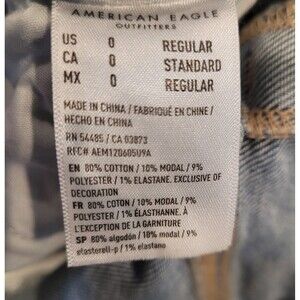 AMERICAN EAGLE
OUTFITTERS
US 0 REGULAR
CA 0 STANDARD
MX 0 REGULAR
MADE IN CHINA / FABRIQUÉ EN CHINE /
HECHO EN CHINA
RN 54485 / CA 03873
RFC# AEM120605U9A
EN 80% COTTON / 10% MODAL / 9%
POLYESTER / 1% ELASTANE. EXCLUSIVE OF
DECORATION
FR 80% COTON / 10% MODAL / 9%
POLYESTER / 1% ÉLASTHANNE. À
L'EXCEPTION DE LA GARNITURE
SP 80% algodón / 10% modal / 9%
elasterell-p / 1% elastano